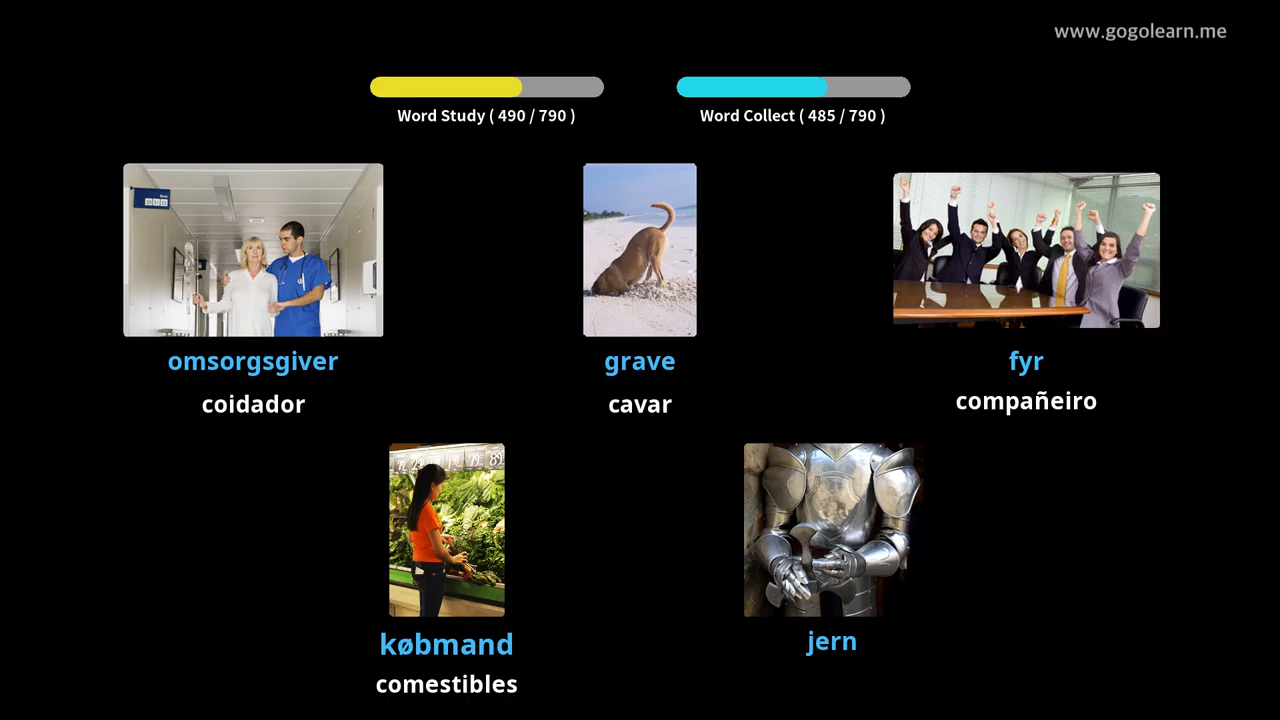 www.gogolearn.me
Word Study ( 490 / 790 )
Word Collect ( 485 / 790 )
omsorgsgiver
coidador
grave
cavar
fyr
compañeiro
købmand
comestibles
jern